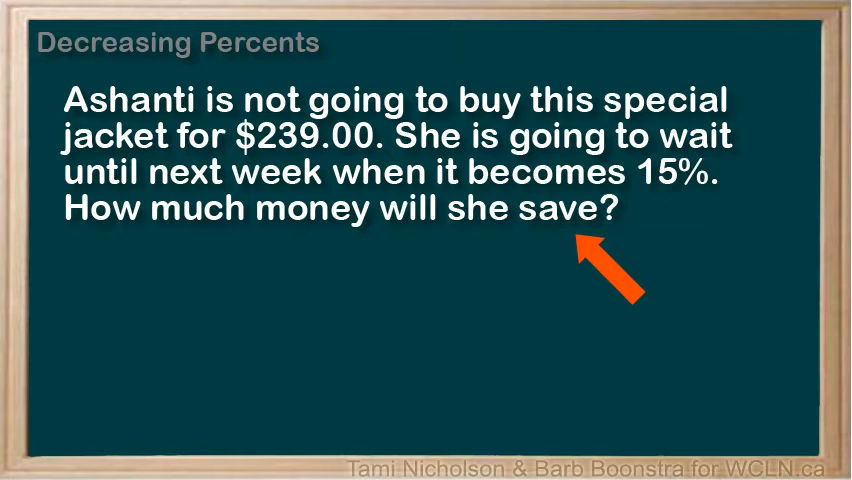 Decreasing Percents
Ashanti is not going to buy this special
jacket for $239.00. She is going to wait
until next week when it becomes 15%.
How much money will she save?
Tami Nicholson & Barb Boonstra for WCLN.ca